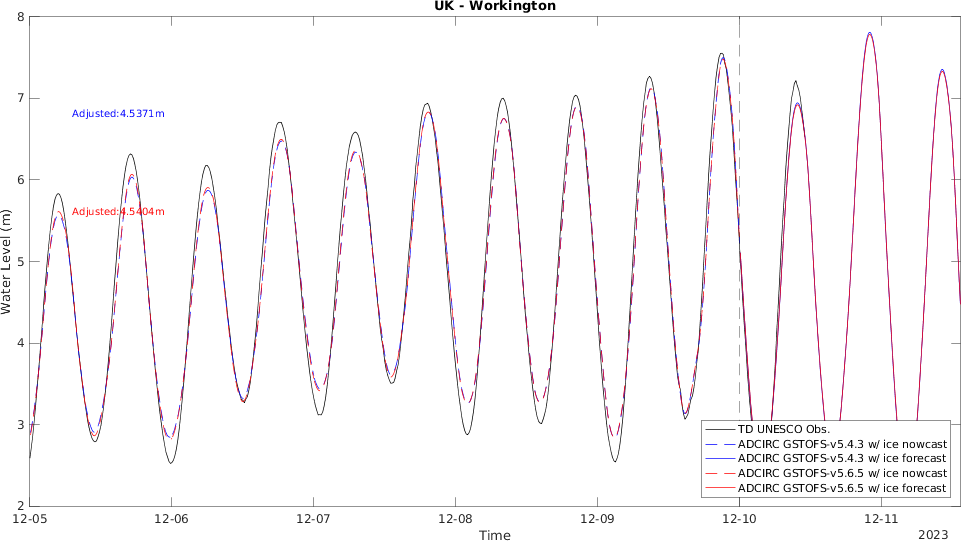 UK - Workington
8
7
6
5
4
3
2
Water Level (m)
Adjusted:4.5371m
Adjusted:4.5404m
TD UNESCO Obs.
ADCIRC GSTOFS-v5.4.3 w/ ice nowcast
ADCIRC GSTOFS-v5.4.3 w/ ice forecast
ADCIRC GSTOFS-v5.6.5 w/ ice nowcast
ADCIRC GSTOFS-v5.6.5 w/ ice forecast
12-05 12-06 12-07 12-08 12-09 12-10 12-11
Time
2023